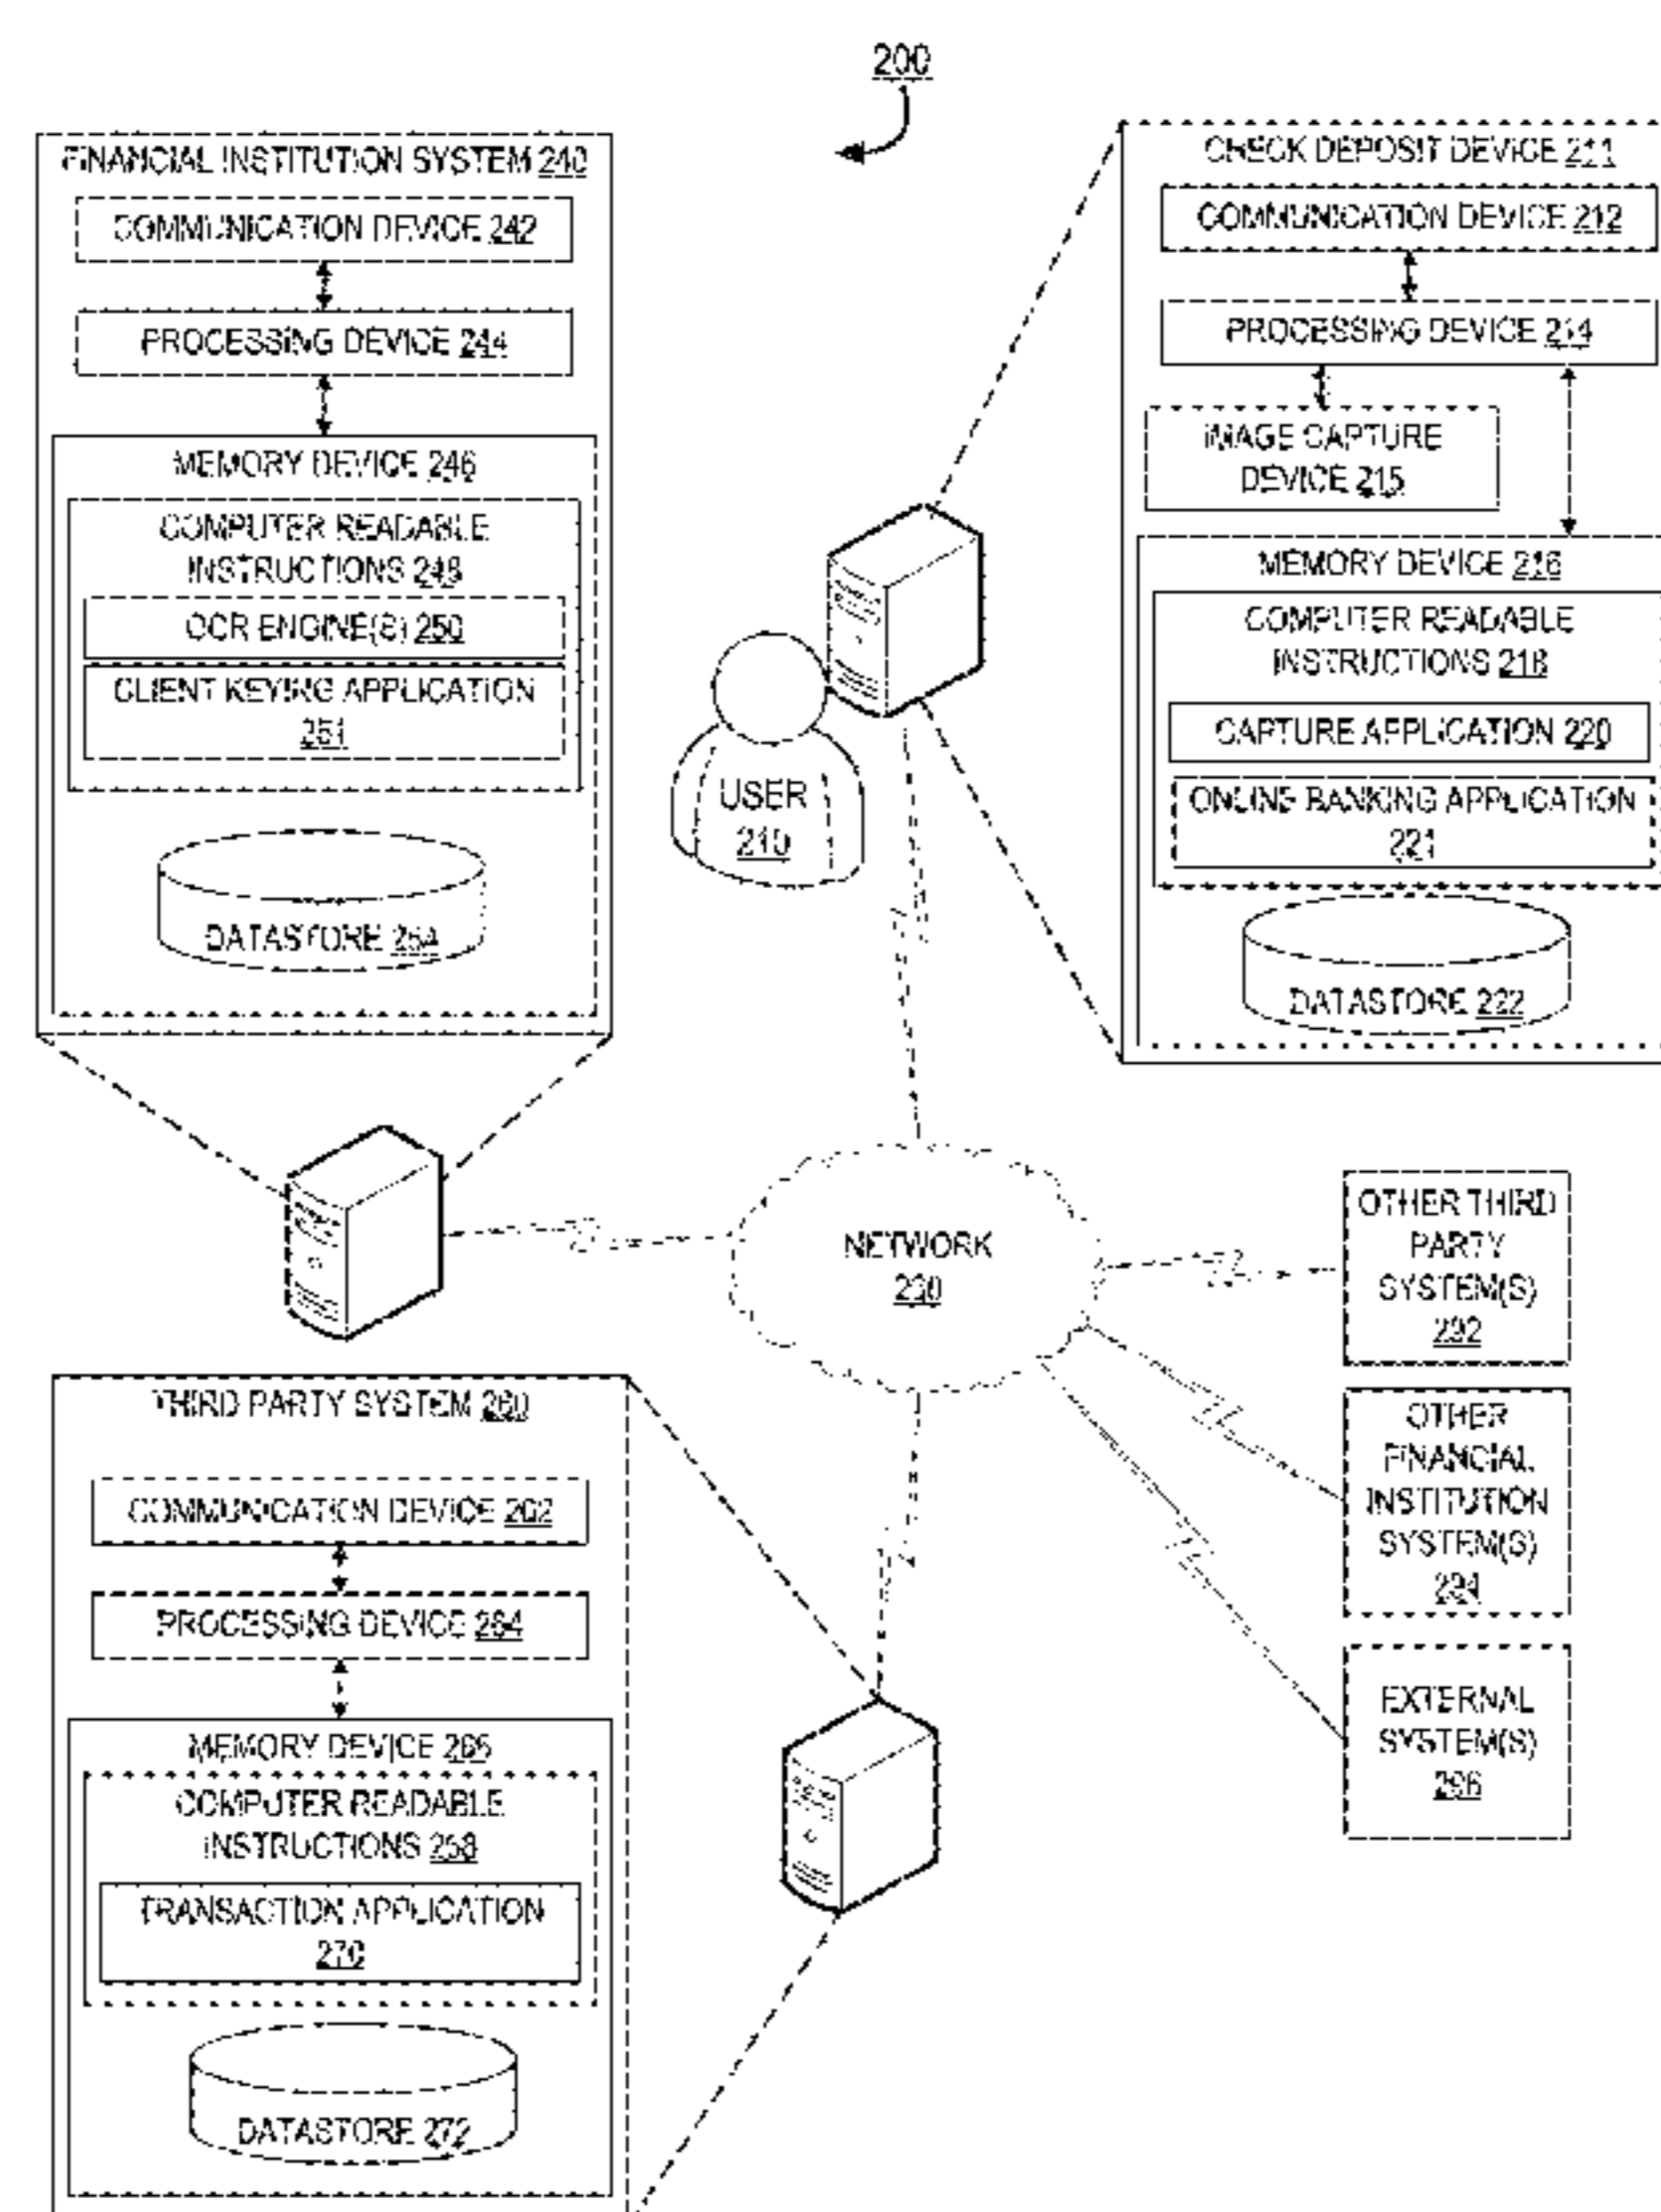 200
FINANCIAL INSTITUTION SYSTEM 240
COMMUNICATION DEVICE 242
PROCESSING DEVICE 244
MEMORY DEVICE 246
COMPUTER READABLE
INSTRUCTIONS 248
OCR ENGINE(S) 250
CLIENT KEYING APPLICATION
251
DATASTORE 254
CHECK DEPOSIT DEVICE 211
COMMUNICATION DEVICE 212
PROCESSING DEVICE 214
IMAGE CAPTURE
DEVICE 215
MEMORY DEVICE 216
COMPUTER READABLE
INSTRUCTIONS 218
CAPTURE APPLICATION 220
ONLINE BANKING APPLICATION
221
DATASTORE 222
USER
210
NETWORK
230
OTHER THIRD
PARTY
SYSTEM(S)
292
OTHER
FINANCIAL
INSTITUTION
SYSTEM(S)
294
EXTERNAL
SYSTEM(S)
296
THIRD PARTY SYSTEM 260
COMMUNICATION DEVICE 262
PROCESSING DEVICE 264
MEMORY DEVICE 266
COMPUTER READABLE
INSTRUCTIONS 268
TRANSACTION APPLICATION
270
DATASTORE 272